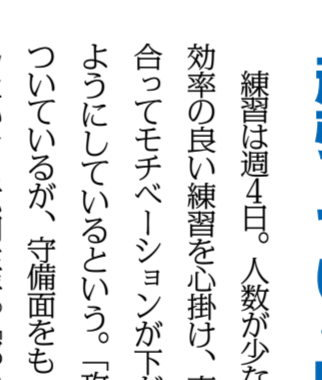 練習は週4日。人数が少な
効率の良い練習を心掛け、
合ってモチベーションが下が
ようにしているという。「攻
ついているが、守備面をも